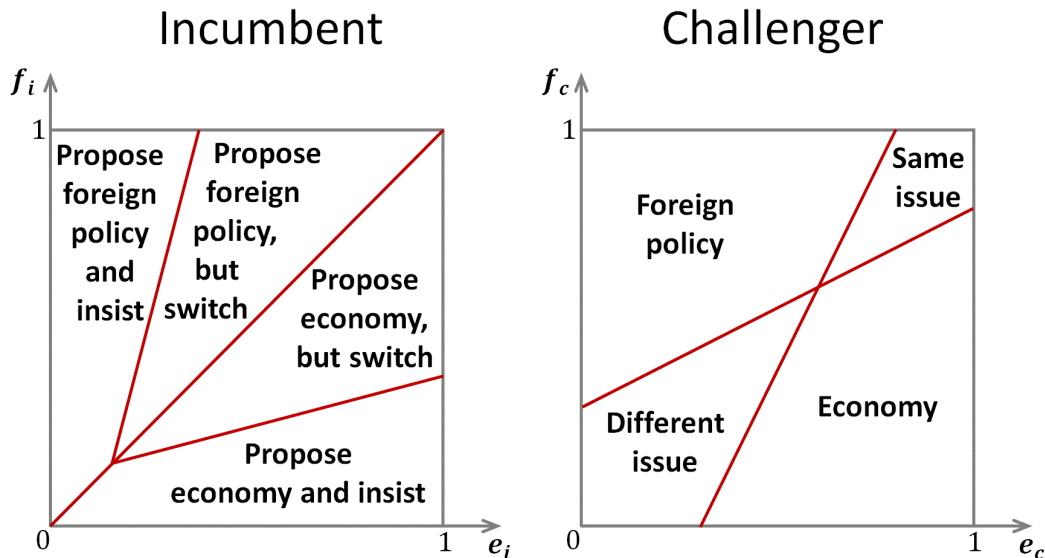 Incumbent
f_i
1
Propose
foreign
policy
and
insist
Propose
foreign
policy,
but
switch
Propose
economy,
but switch
Propose
economy and insist
0
1
e_i
Challenger
f_c
1
Same
issue
Foreign
policy
Different
issue
Economy
0
1
e_c